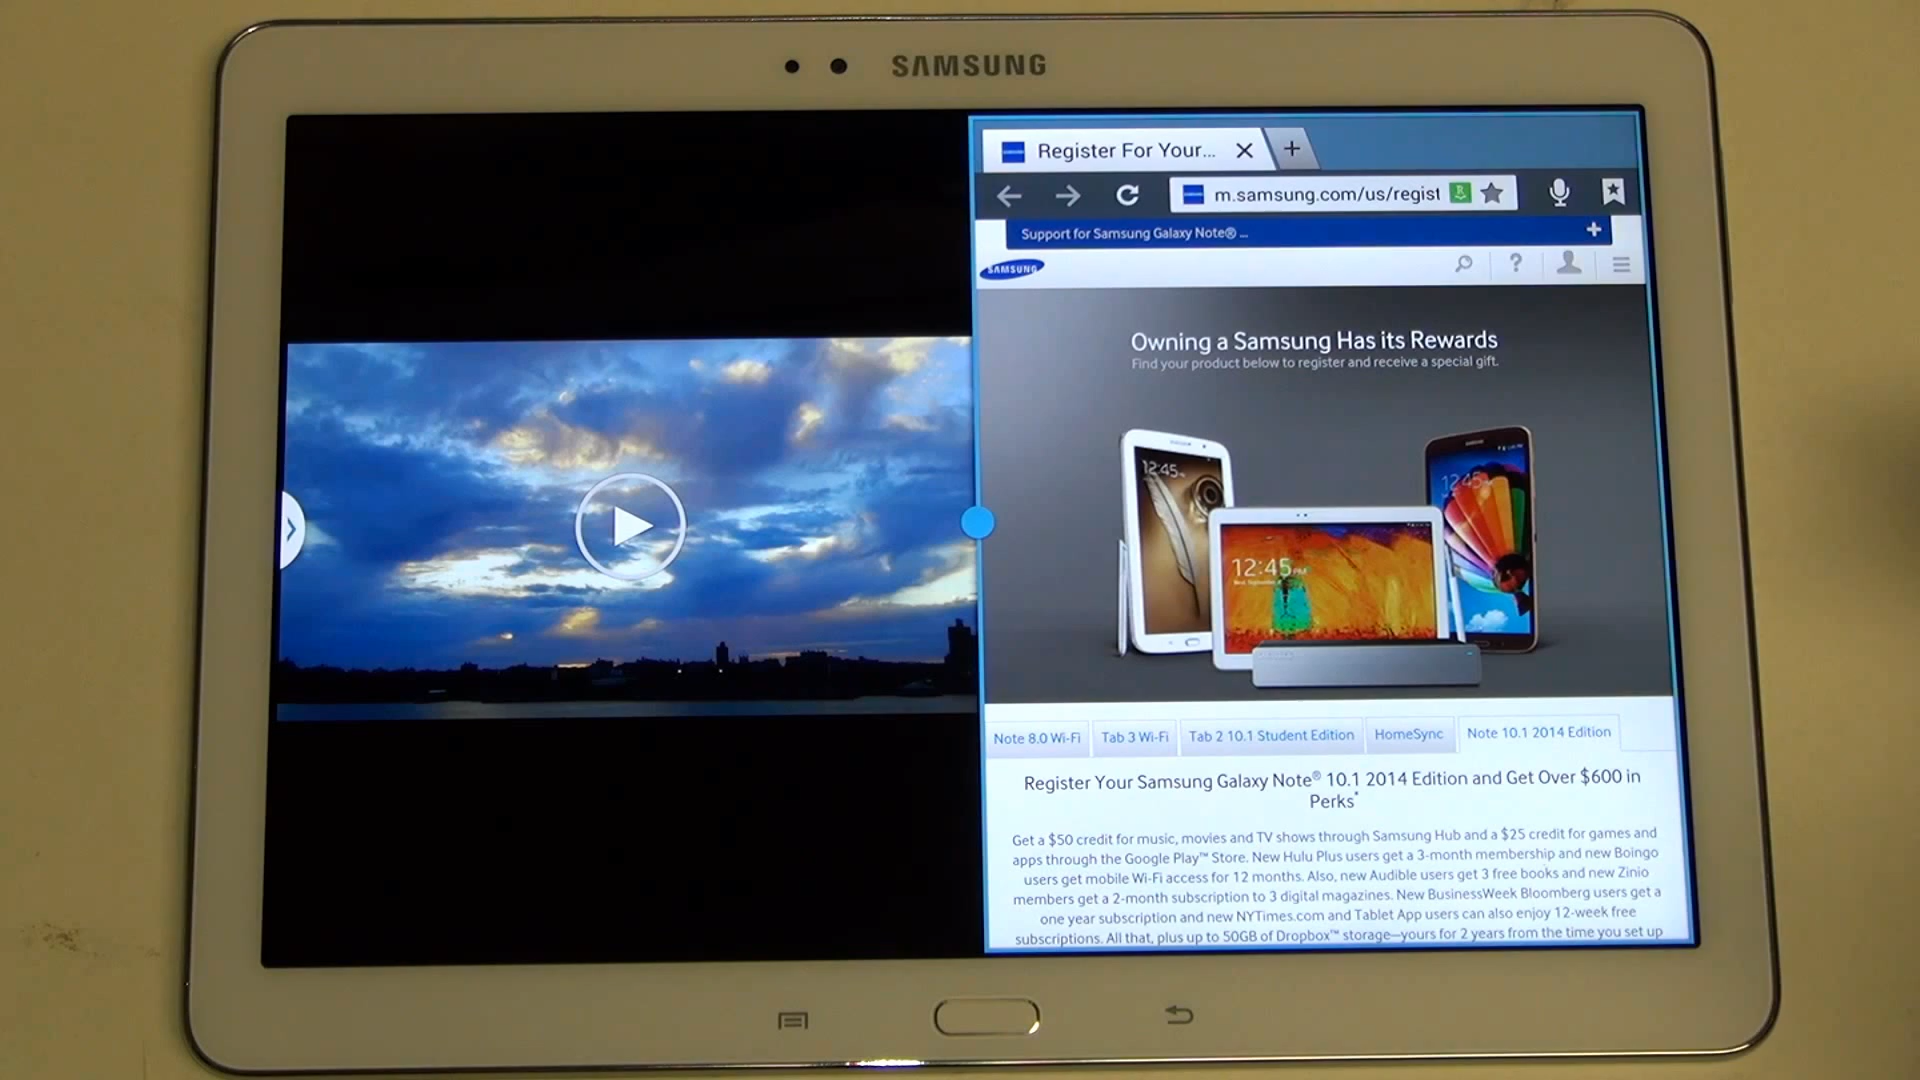 SAMSUNG
Register For Your...
m.samsung.com/us/regist
Support for Samsung Galaxy Note® ...
SAMSUNG
Owning a Samsung Has its Rewards
Find your product below to register and receive a special gift.
12:45
12:45
12:45 PM
Note 8.0 Wi-Fi
Tab 3 Wi-Fi
Tab 2 10.1 Student Edition
HomeSync
Note 10.1 2014 Edition
Register Your Samsung Galaxy Note® 10.1 2014 Edition and Get Over $600 in
Perks*
Get a $50 credit for music, movies and TV shows through Samsung Hub and a $25 credit for games and
apps through the Google Play™ Store. New Hulu Plus users get a 3-month membership and new Boingo
users get mobile Wi-Fi access for 12 months. Also, new Audible users get 3 free books and new Zinio
members get a 2-month subscription to 3 digital magazines. New BusinessWeek Bloomberg users get a
one year subscription and new NYTimes.com and Tablet App users can also enjoy 12-week free
subscriptions. All that, plus up to 50GB of Dropbox™ storage—yours for 2 years from the time you set up